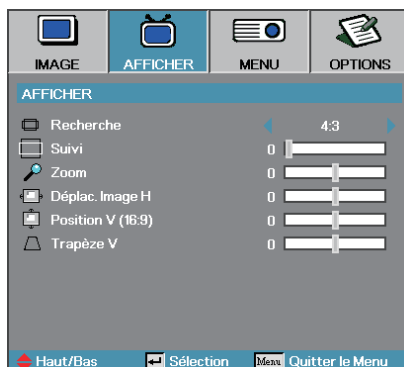 IMAGE AFFICHER MENU OPTIONS
AFFICHER
Recherche 4:3
Suivi 0
Zoom 0
Déplac. Image H 0
Position V (16:9) 0
Trapèze V 0
Haut/Bas Sélection Menu Quitter le Menu